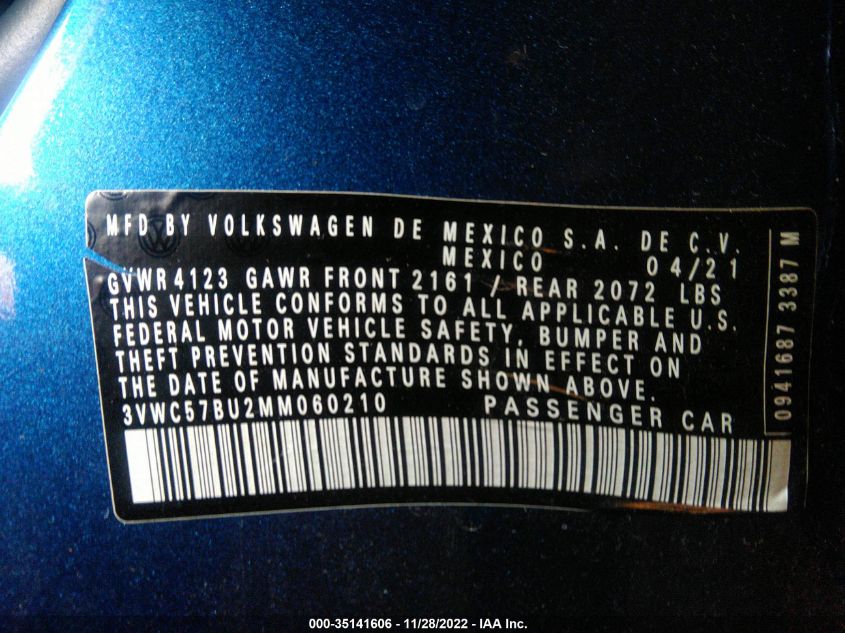 MFD BY VOLKSWAGEN DE MEXICO S.A. DE C.V.
MEXICO 04/21
GVWR 4123 GAWR FRONT 2161 / REAR 2072 LBS
THIS VEHICLE CONFORMS TO ALL APPLICABLE U.S.
FEDERAL MOTOR VEHICLE SAFETY, BUMPER AND
THEFT PREVENTION STANDARDS IN EFFECT ON
THE DATE OF MANUFACTURE SHOWN ABOVE.
3VWC57BU2MM060210 PASSENGER CAR
0941687 3387 M
000-35141606 - 11/28/2022 - IAA Inc.